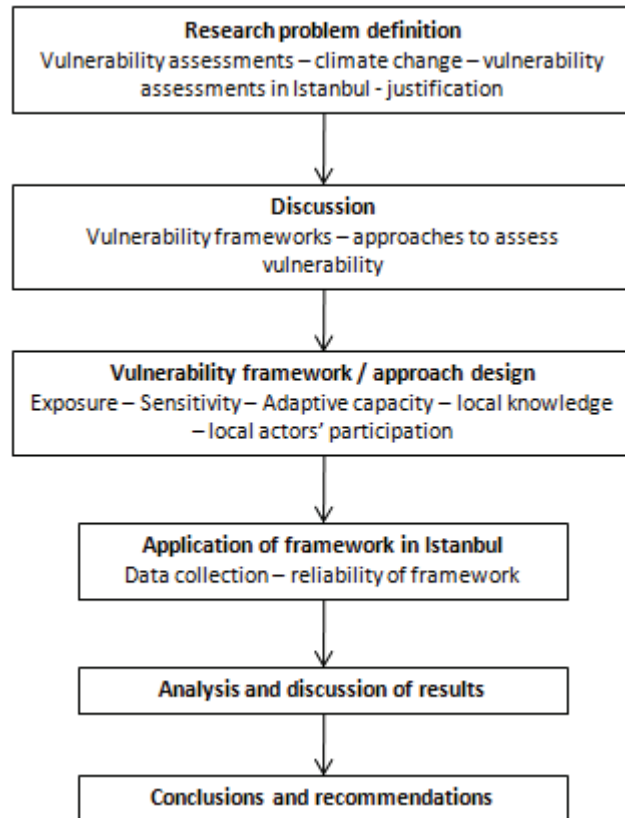 Research problem definition
Vulnerability assessments – climate change – vulnerability
assessments in Istanbul - justification
Discussion
Vulnerability frameworks – approaches to assess
vulnerability
Vulnerability framework / approach design
Exposure – Sensitivity – Adaptive capacity – local knowledge
– local actors’ participation
Application of framework in Istanbul
Data collection – reliability of framework
Analysis and discussion of results
Conclusions and recommendations